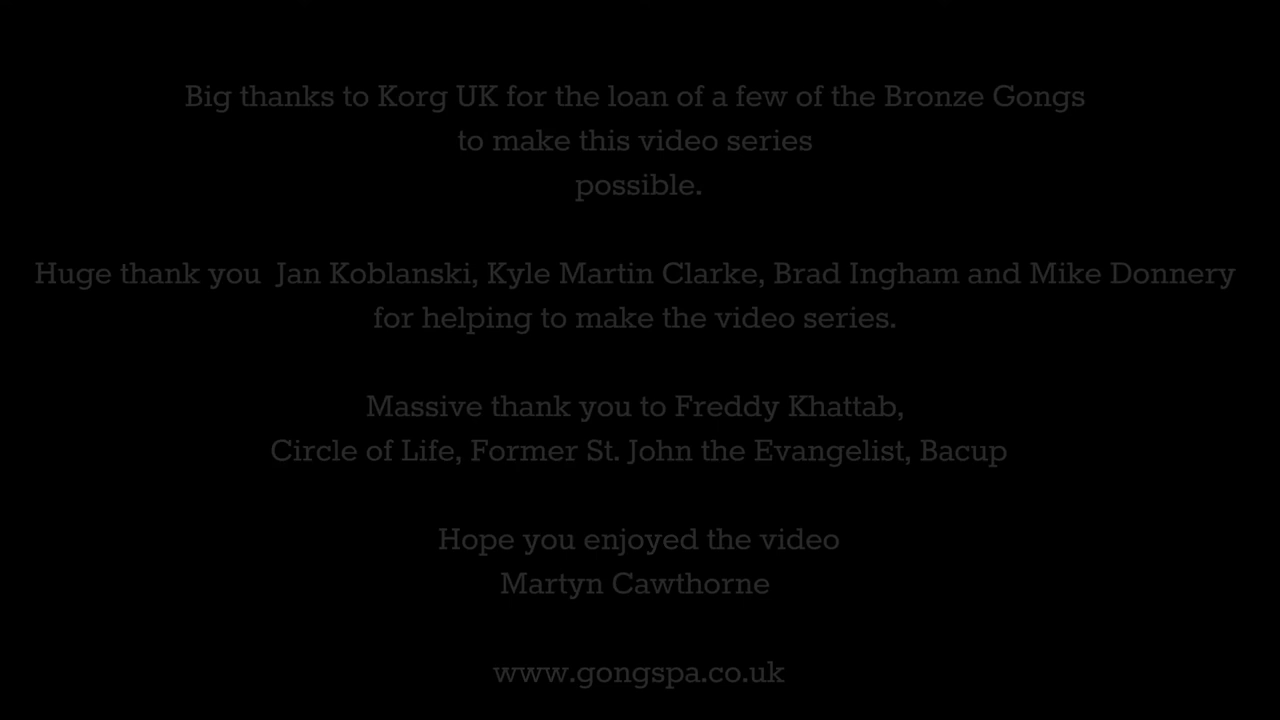 Big thanks to Korg UK for the loan of a few of the Bronze Gongs
to make this video series
possible.
Huge thank you  Jan Koblanski, Kyle Martin Clarke, Brad Ingham and Mike Donnery
for helping to make the video series.
Massive thank you to Freddy Khattab,
Circle of Life, Former St. John the Evangelist, Bacup
Hope you enjoyed the video
Martyn Cawthorne
www.gongspa.co.uk